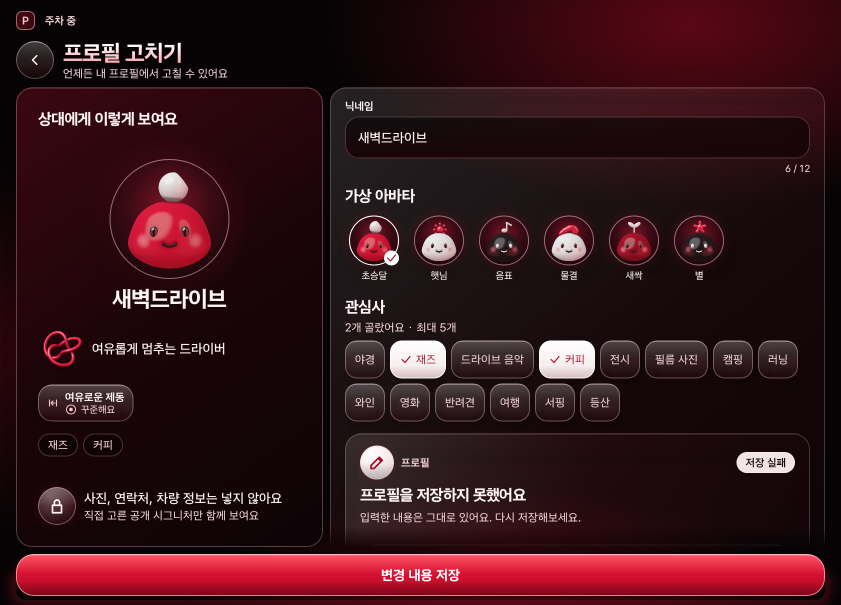 P 주차 중
프로필 고치기
언제든 내 프로필에서 고칠 수 있어요
상대에게 이렇게 보여요
새벽드라이브
여유롭게 멈추는 드라이버
여유로운 제동
꾸준해요
재즈 커피
사진, 연락처, 차량 정보는 넣지 않아요
직접 고른 공개 시그니처만 함께 보여요
닉네임
새벽드라이브
6 / 12
가상 아바타
초승달 햇님 음표 물결 새싹 별
관심사
2개 골랐어요 · 최대 5개
야경 재즈 드라이브 음악 커피 전시 필름 사진 캠핑 러닝
와인 영화 반려견 여행 서핑 등산
프로필 저장 실패
프로필을 저장하지 못했어요
입력한 내용은 그대로 있어요. 다시 저장해보세요.
변경 내용 저장